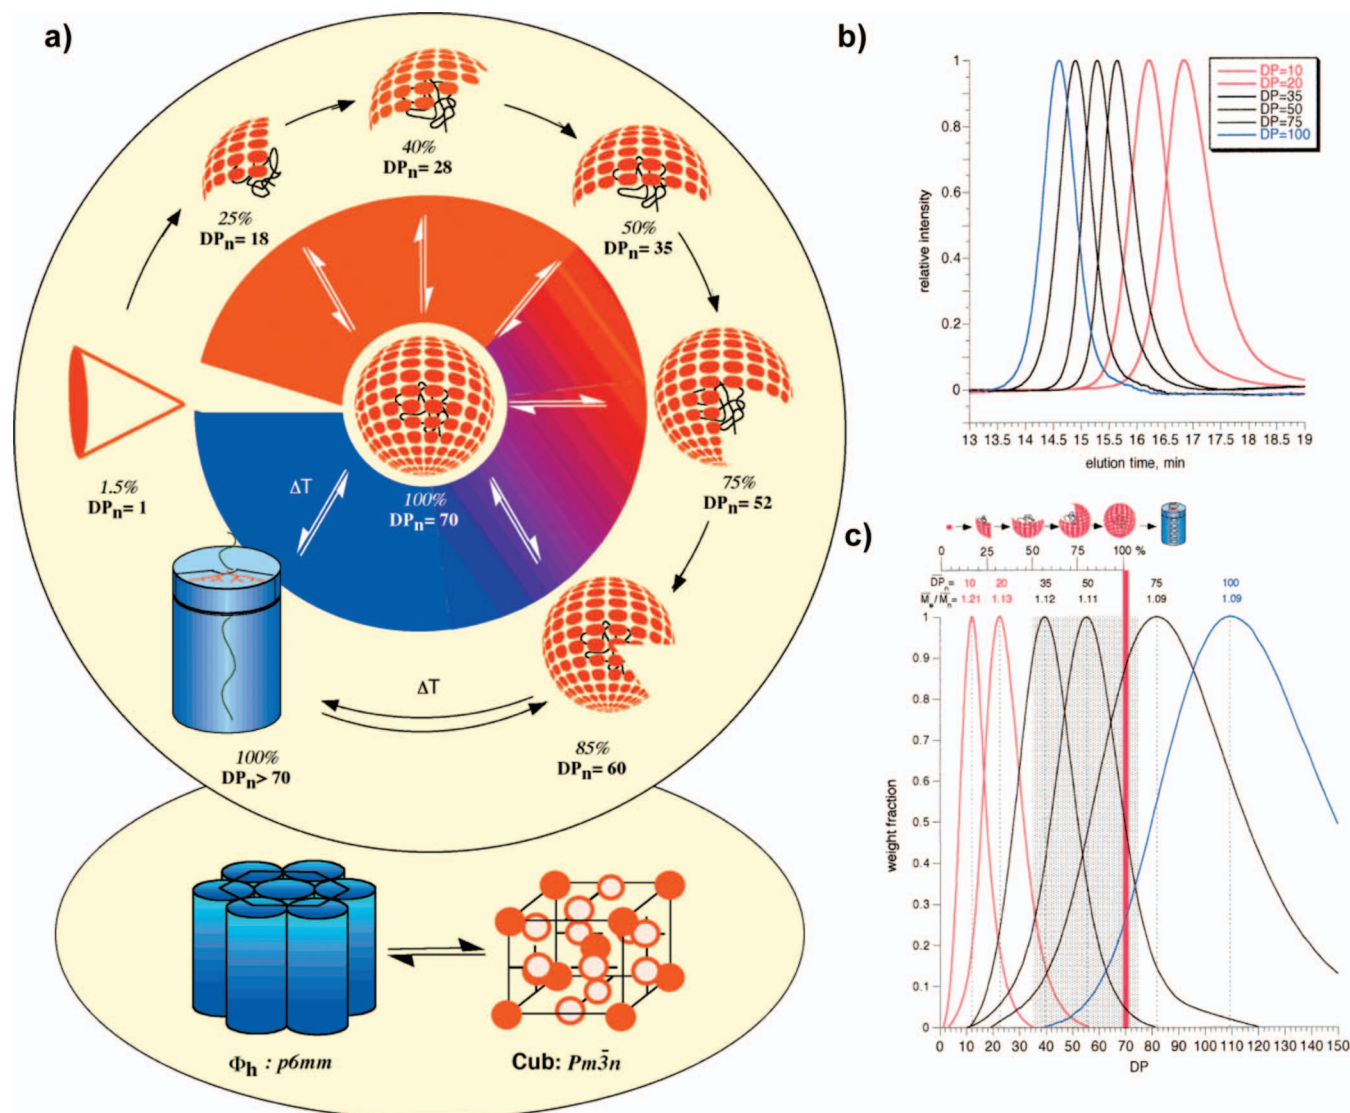 a)
40%
DPn= 28
25%
DPn= 18
50%
DPn= 35
1.5%
DPn= 1
ΔT
100%
DPn= 70
75%
DPn= 52
ΔT
100%
DPn> 70
85%
DPn= 60
Φh : p6mm
Cub: Pm3̄n
b)
DP=10
DP=20
DP=35
DP=50
DP=75
DP=100
relative intensity
1
0.8
0.6
0.4
0.2
0
13 13.5 14 14.5 15 15.5 16 16.5 17 17.5 18 18.5 19
elution time, min
c)
0 25 50 75 100 %
D̅P̅n= 10 20 35 50 75 100
M̅w/M̅n= 1.21 1.13 1.12 1.11 1.09 1.09
weight fraction
1
0.9
0.8
0.7
0.6
0.5
0.4
0.3
0.2
0.1
0
0 10 20 30 40 50 60 70 80 90 100 110 120 130 140 150
DP